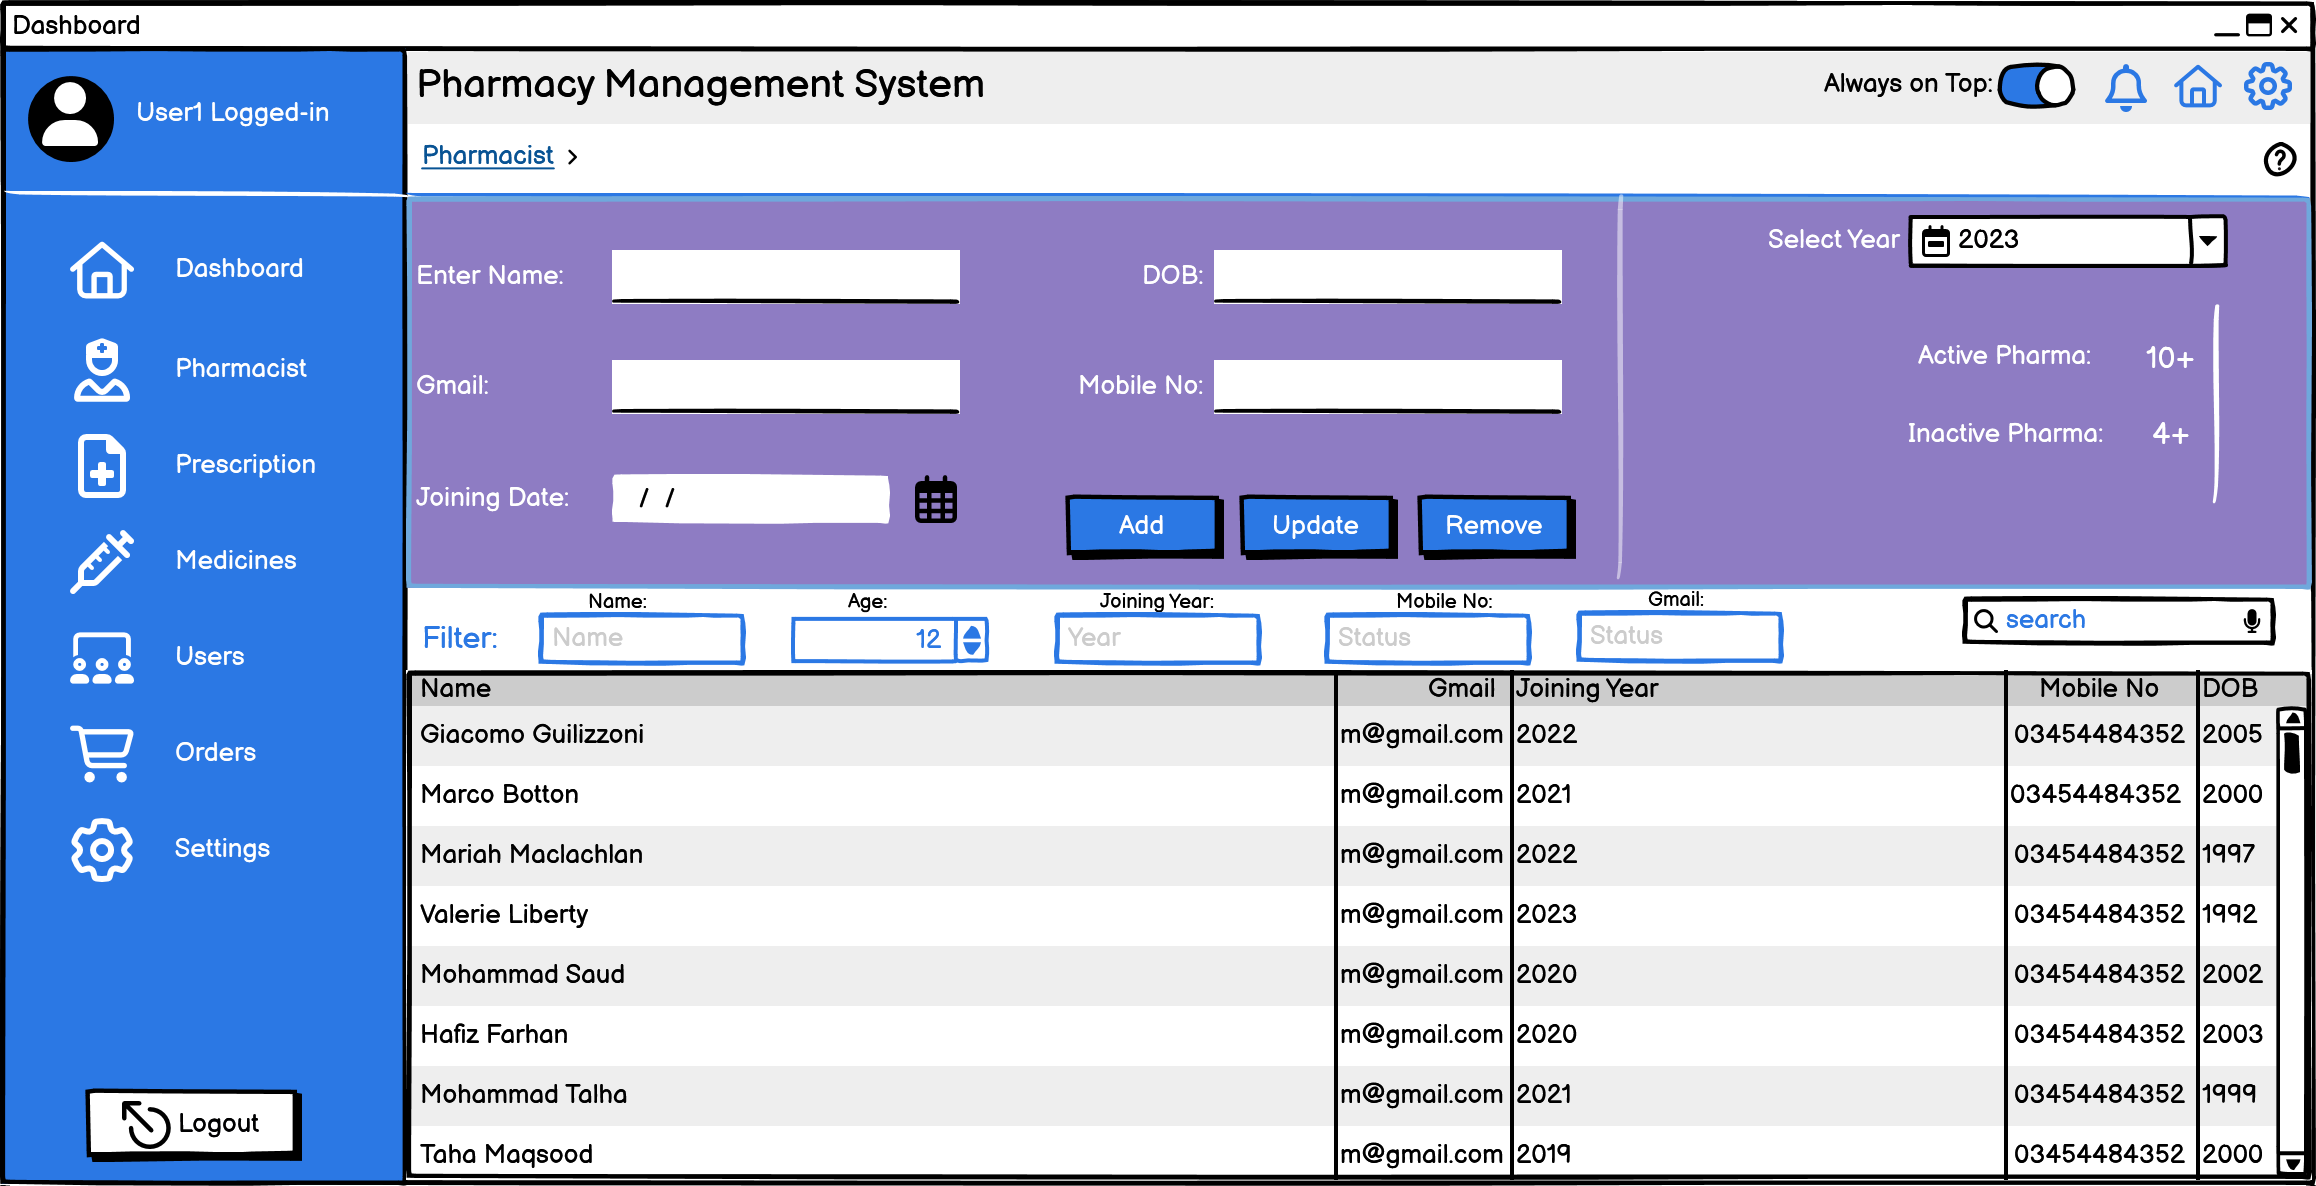 Dashboard
User1 Logged-in
Pharmacy Management System
Always on Top:
Pharmacist
Dashboard
Pharmacist
Prescription
Medicines
Users
Orders
Settings
Logout
Enter Name:
DOB:
Gmail:
Mobile No:
Joining Date:
/ /
Add
Update
Remove
Select Year
2023
Active Pharma: 10+
Inactive Pharma: 4+
Filter:
Name:
Name
Age:
12
Joining Year:
Year
Mobile No:
Status
Gmail:
Status
search
Name Gmail Joining Year Mobile No DOB
Giacomo Guilizzoni m@gmail.com 2022 03454484352 2005
Marco Botton m@gmail.com 2021 03454484352 2000
Mariah Maclachlan m@gmail.com 2022 03454484352 1997
Valerie Liberty m@gmail.com 2023 03454484352 1992
Mohammad Saud m@gmail.com 2020 03454484352 2002
Hafiz Farhan m@gmail.com 2020 03454484352 2003
Mohammad Talha m@gmail.com 2021 03454484352 1999
Taha Maqsood m@gmail.com 2019 03454484352 2000